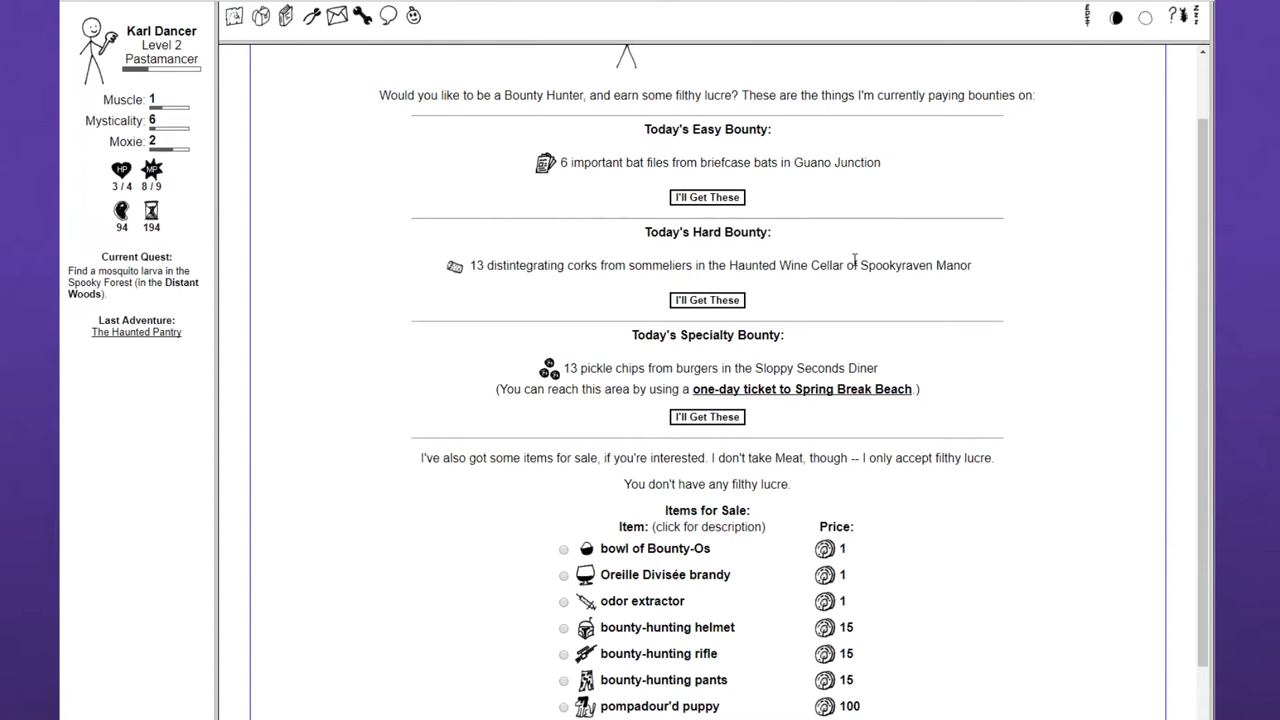 Karl Dancer
Level 2
Pastamancer
Muscle: 1
Mysticality: 6
Moxie: 2
HP MP
3 / 4 8 / 9
94 194
Current Quest:
Find a mosquito larva in the
Spooky Forest (in the Distant
Woods).
Last Adventure:
The Haunted Pantry
Would you like to be a Bounty Hunter, and earn some filthy lucre? These are the things I'm currently paying bounties on:
Today's Easy Bounty:
6 important bat files from briefcase bats in Guano Junction
I'll Get These
Today's Hard Bounty:
13 distintegrating corks from sommeliers in the Haunted Wine Cellar of Spookyraven Manor
I'll Get These
Today's Specialty Bounty:
13 pickle chips from burgers in the Sloppy Seconds Diner
(You can reach this area by using a one-day ticket to Spring Break Beach.)
I'll Get These
I've also got some items for sale, if you're interested. I don't take Meat, though -- I only accept filthy lucre.
You don't have any filthy lucre.
Items for Sale:
Item: (click for description) Price:
bowl of Bounty-Os 1
Oreille Divisée brandy 1
odor extractor 1
bounty-hunting helmet 15
bounty-hunting rifle 15
bounty-hunting pants 15
pompadour'd puppy 100